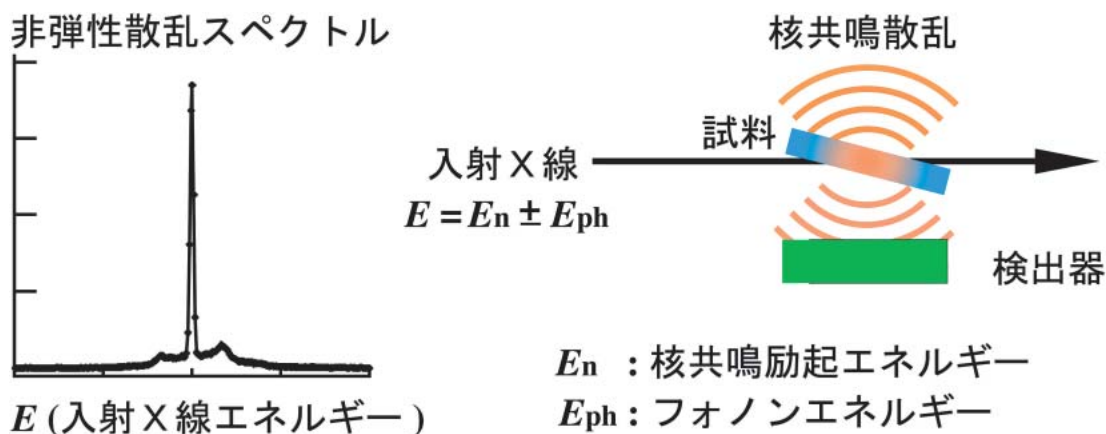 非弾性散乱スペクトル
E (入射X線エネルギー)
核共鳴散乱
試料
入射X線
E = En ± Eph
検出器
En : 核共鳴励起エネルギー
Eph : フォノンエネルギー